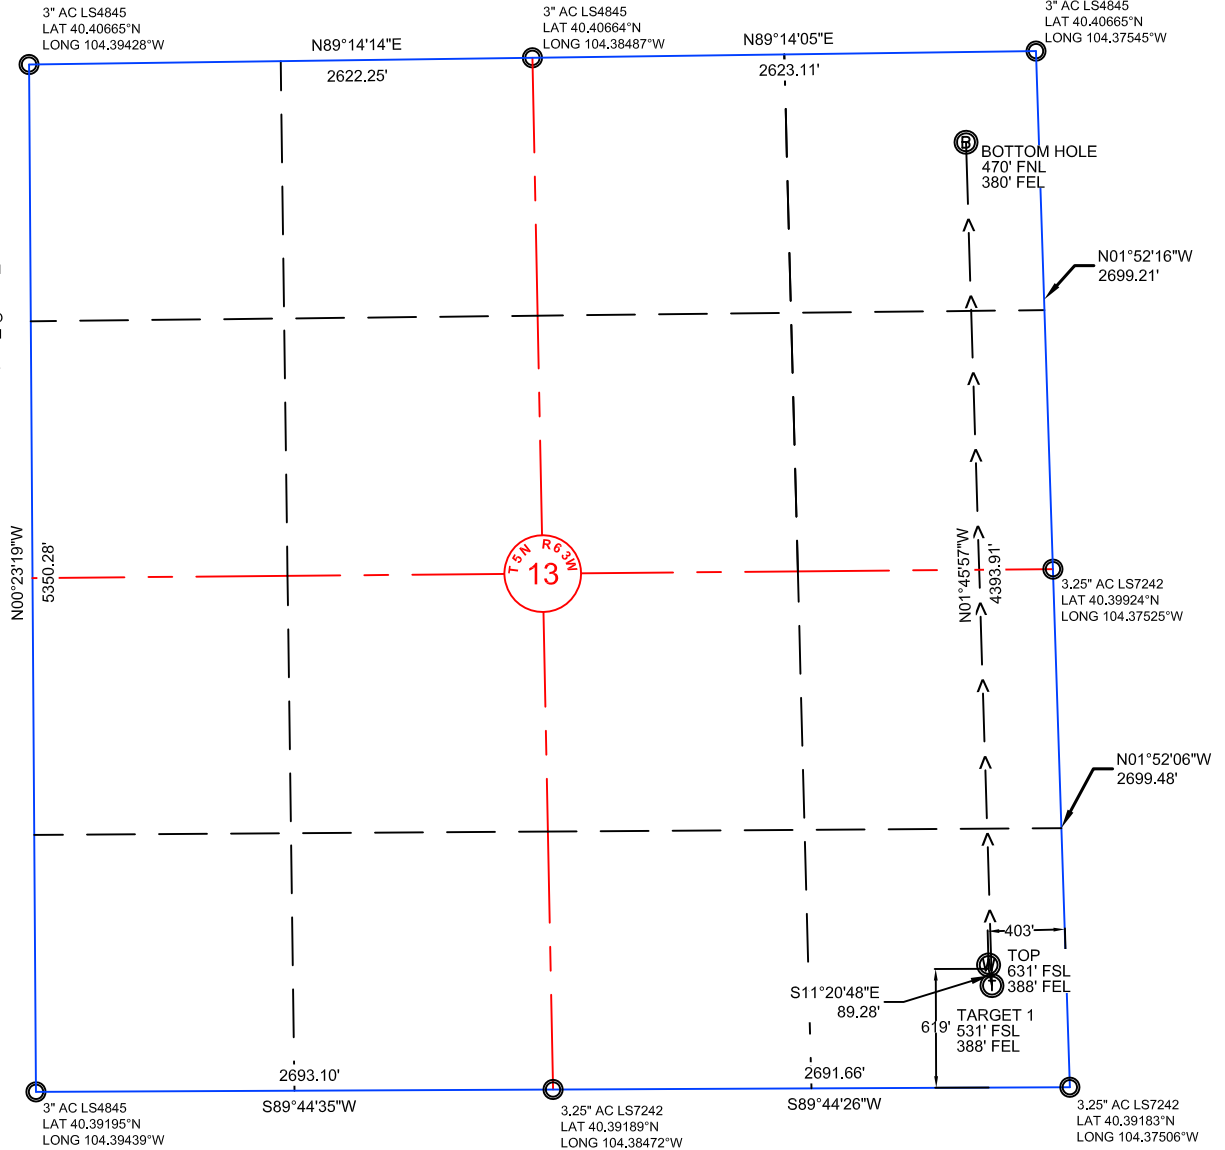 3" AC LS4845
LAT 40.40665°N
LONG 104.39428°W
3" AC LS4845
LAT 40.40664°N
LONG 104.38487°W
3" AC LS4845
LAT 40.40665°N
LONG 104.37545°W
N89°14'14"E
2622.25'
N89°14'05"E
2623.11'
B
BOTTOM HOLE
470' FNL
380' FEL
N01°52'16"W
2699.21'
N00°23'19"W
5350.28'
T5N R63W
13
N01°45'57"W
4393.91'
3.25" AC LS7242
LAT 40.39924°N
LONG 104.37525°W
N01°52'06"W
2699.48'
403'
W
TOP
631' FSL
388' FEL
S11°20'48"E
89.28'
619'
TARGET 1
531' FSL
388' FEL
2693.10'
S89°44'35"W
2691.66'
S89°44'26"W
3" AC LS4845
LAT 40.39195°N
LONG 104.39439°W
3.25" AC LS7242
LAT 40.39189°N
LONG 104.38472°W
3.25" AC LS7242
LAT 40.39183°N
LONG 104.37506°W